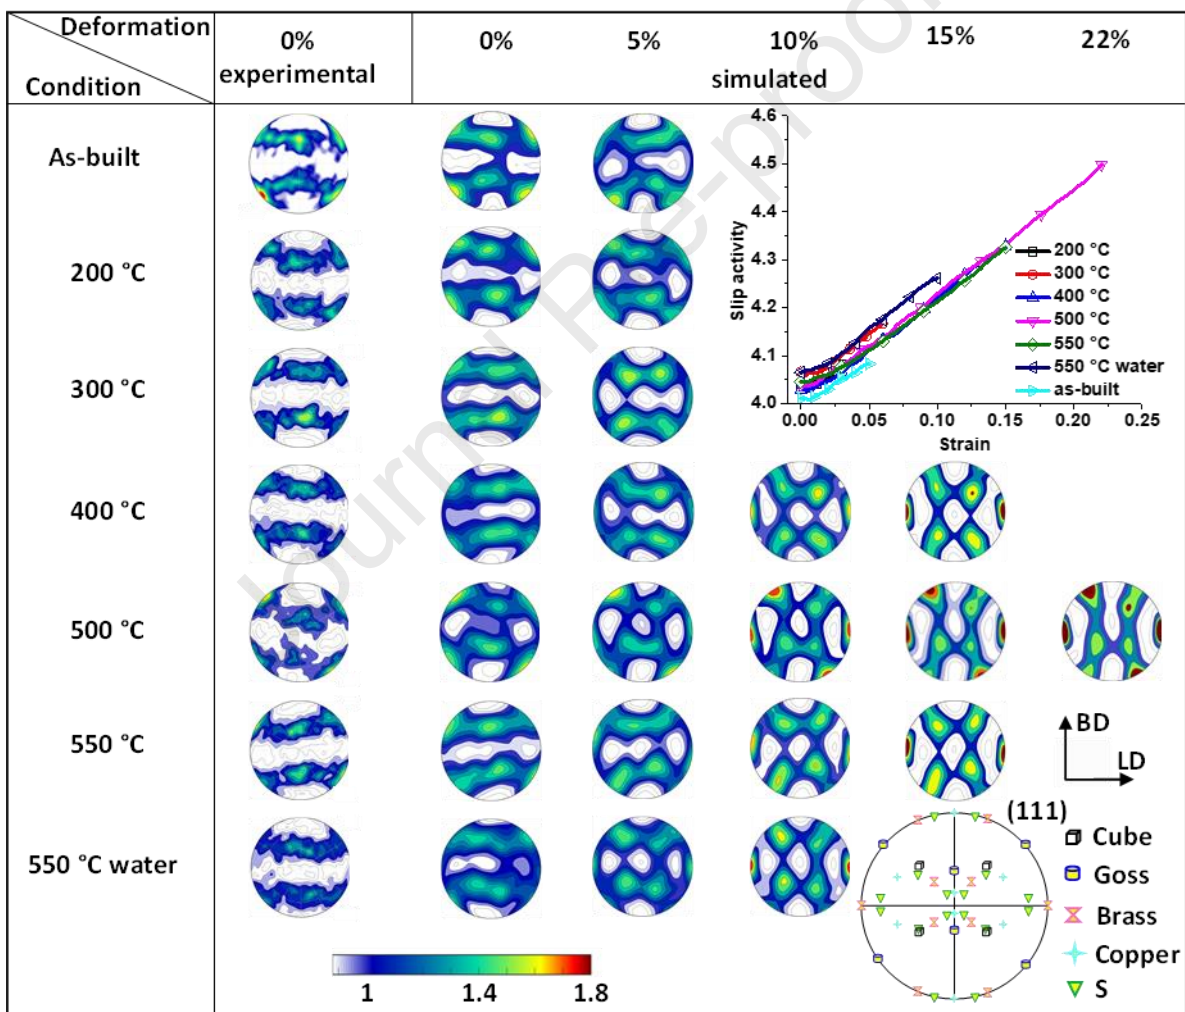 Deformation
Condition
0%
experimental
0% 5% 10% 15% 22%
simulated
As-built
200 °C
300 °C
400 °C
500 °C
550 °C
550 °C water
4.6
4.5
4.4
4.3
4.2
4.1
4.0
Slip activity
0.00 0.05 0.10 0.15 0.20 0.25
Strain
200 °C
300 °C
400 °C
500 °C
550 °C
550 °C water
as-built
BD
LD
(111)
Cube
Goss
Brass
Copper
S
1 1.4 1.8
Journal Pre-proof